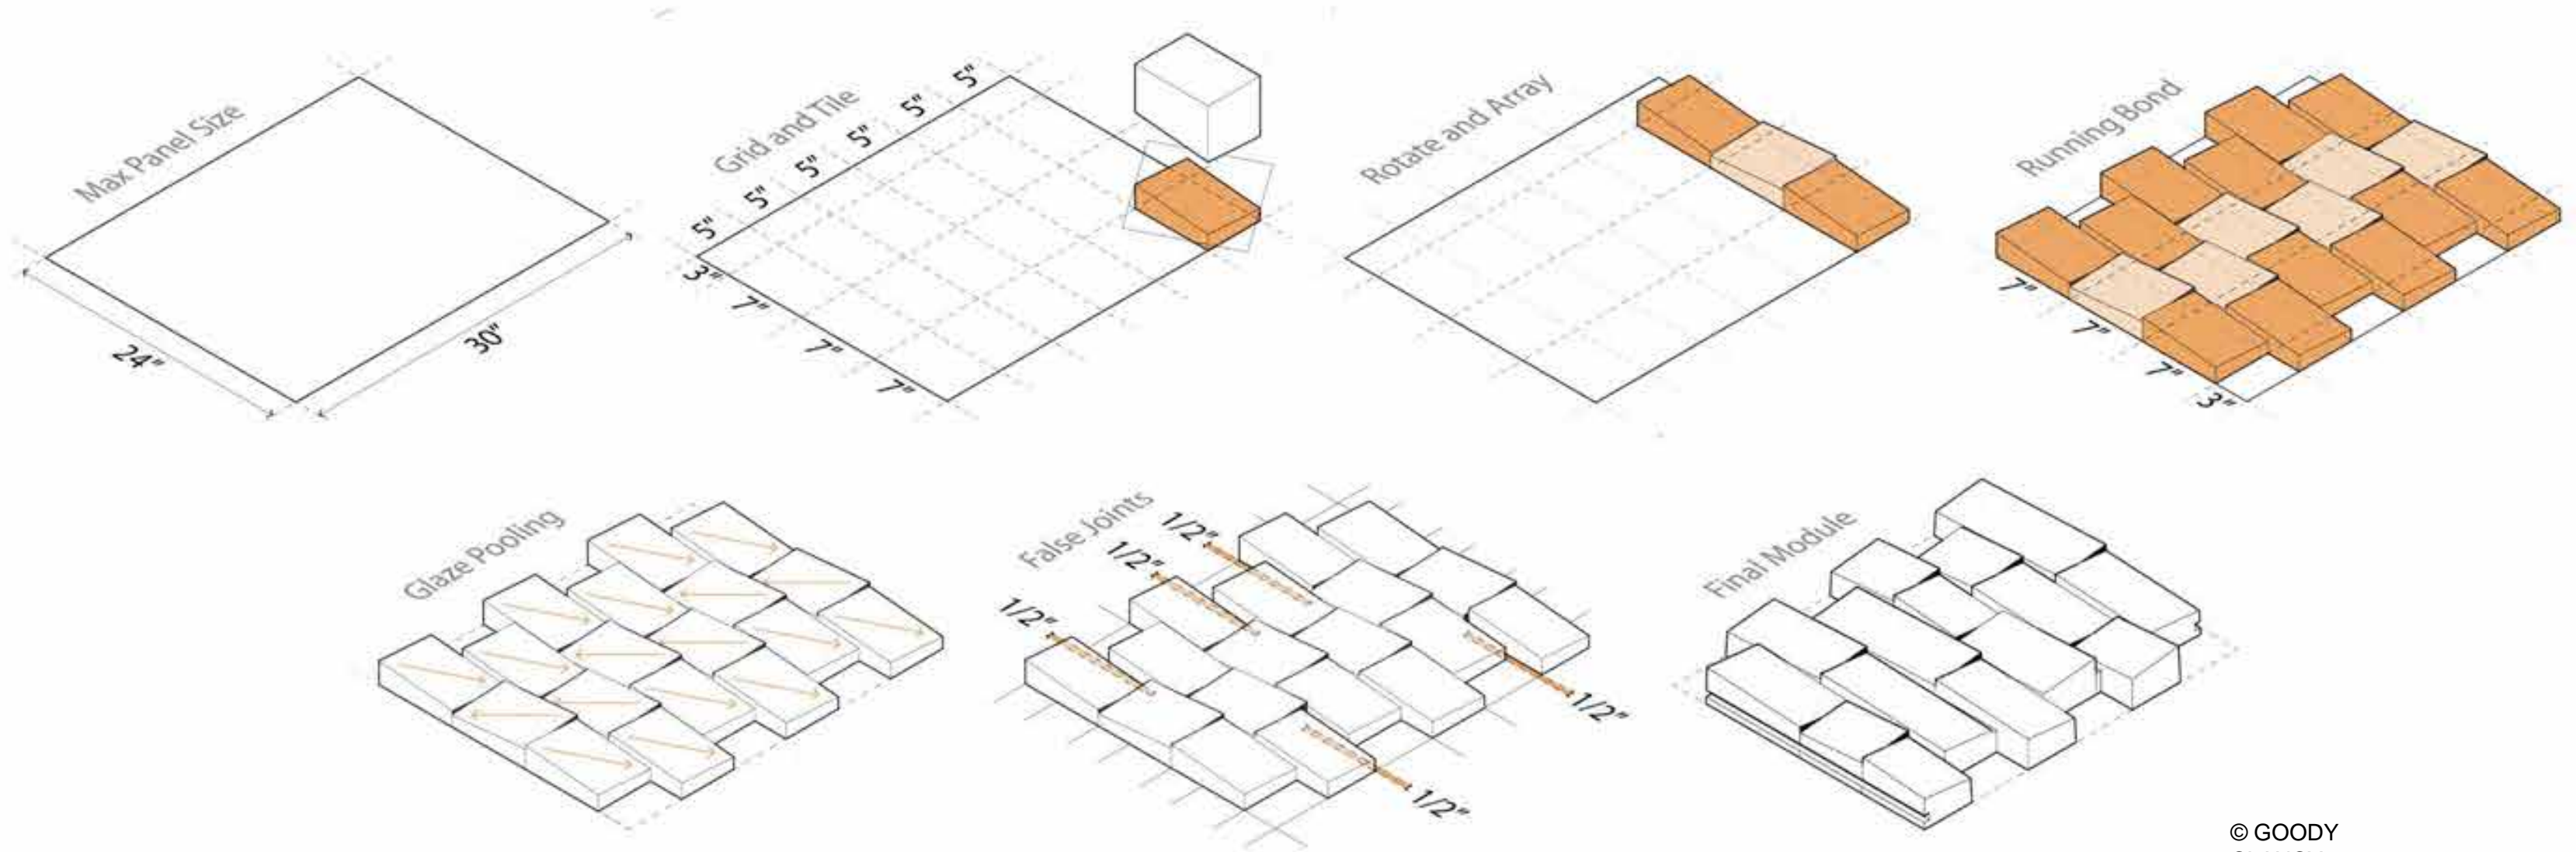 Max Panel Size
24"
30"
Grid and Tile
5"
5"
5"
5"
5"
5"
3"
7"
7"
7"
Rotate and Array
Running Bond
7"
7"
7"
3"
Glaze Pooling
False Joints
1/2"
1/2"
1/2"
1/2"
1/2"
Final Module
© GOODY